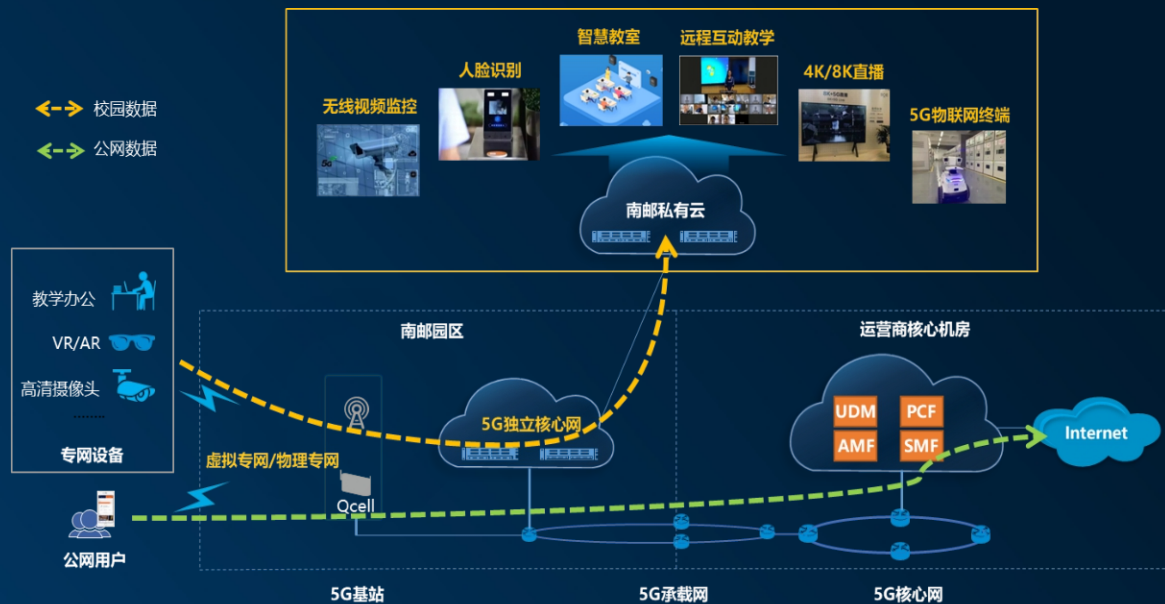 智慧教室
远程互动教学
人脸识别
4K/8K直播
无线视频监控
5G物联网终端
校园数据
公网数据
5G
南邮私有云
教学办公
VR/AR
高清摄像头
........
专网设备
南邮园区
运营商核心机房
5G独立核心网
UDM
PCF
AMF
SMF
Internet
虚拟专网/物理专网
Qcell
公网用户
5G基站
5G承载网
5G核心网